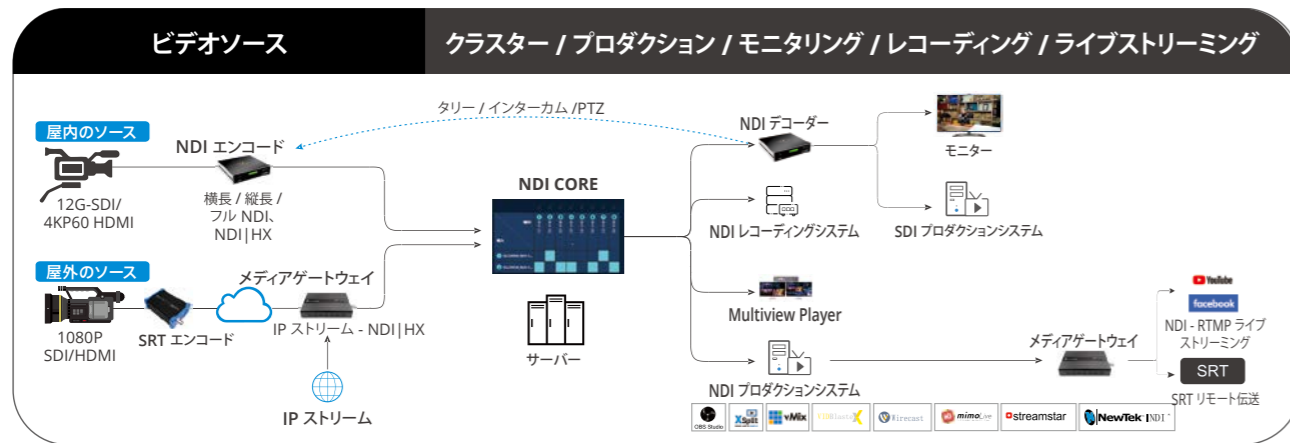 ビデオソース
クラスター / プロダクション / モニタリング / レコーディング / ライブストリーミング
タリー / インターカム /PTZ
屋内のソース
12G-SDI/
4KP60 HDMI
NDI エンコード
横長 / 縦長 /
フル NDI、
NDI|HX
屋外のソース
1080P
SDI/HDMI
SRT エンコード
メディアゲートウェイ
IP ストリーム - NDI|HX
IP ストリーム
NDI CORE
サーバー
NDI デコーダー
モニター
NDI レコーディングシステム
SDI プロダクションシステム
Multiview Player
NDI プロダクションシステム
メディアゲートウェイ
YouTube
facebook
NDI - RTMP ライブ
ストリーミング
SRT
SRT リモート伝送
OBS Studio
XSplit
vMix
Wirecast
mimoLive
streamstar
NewTek NDI